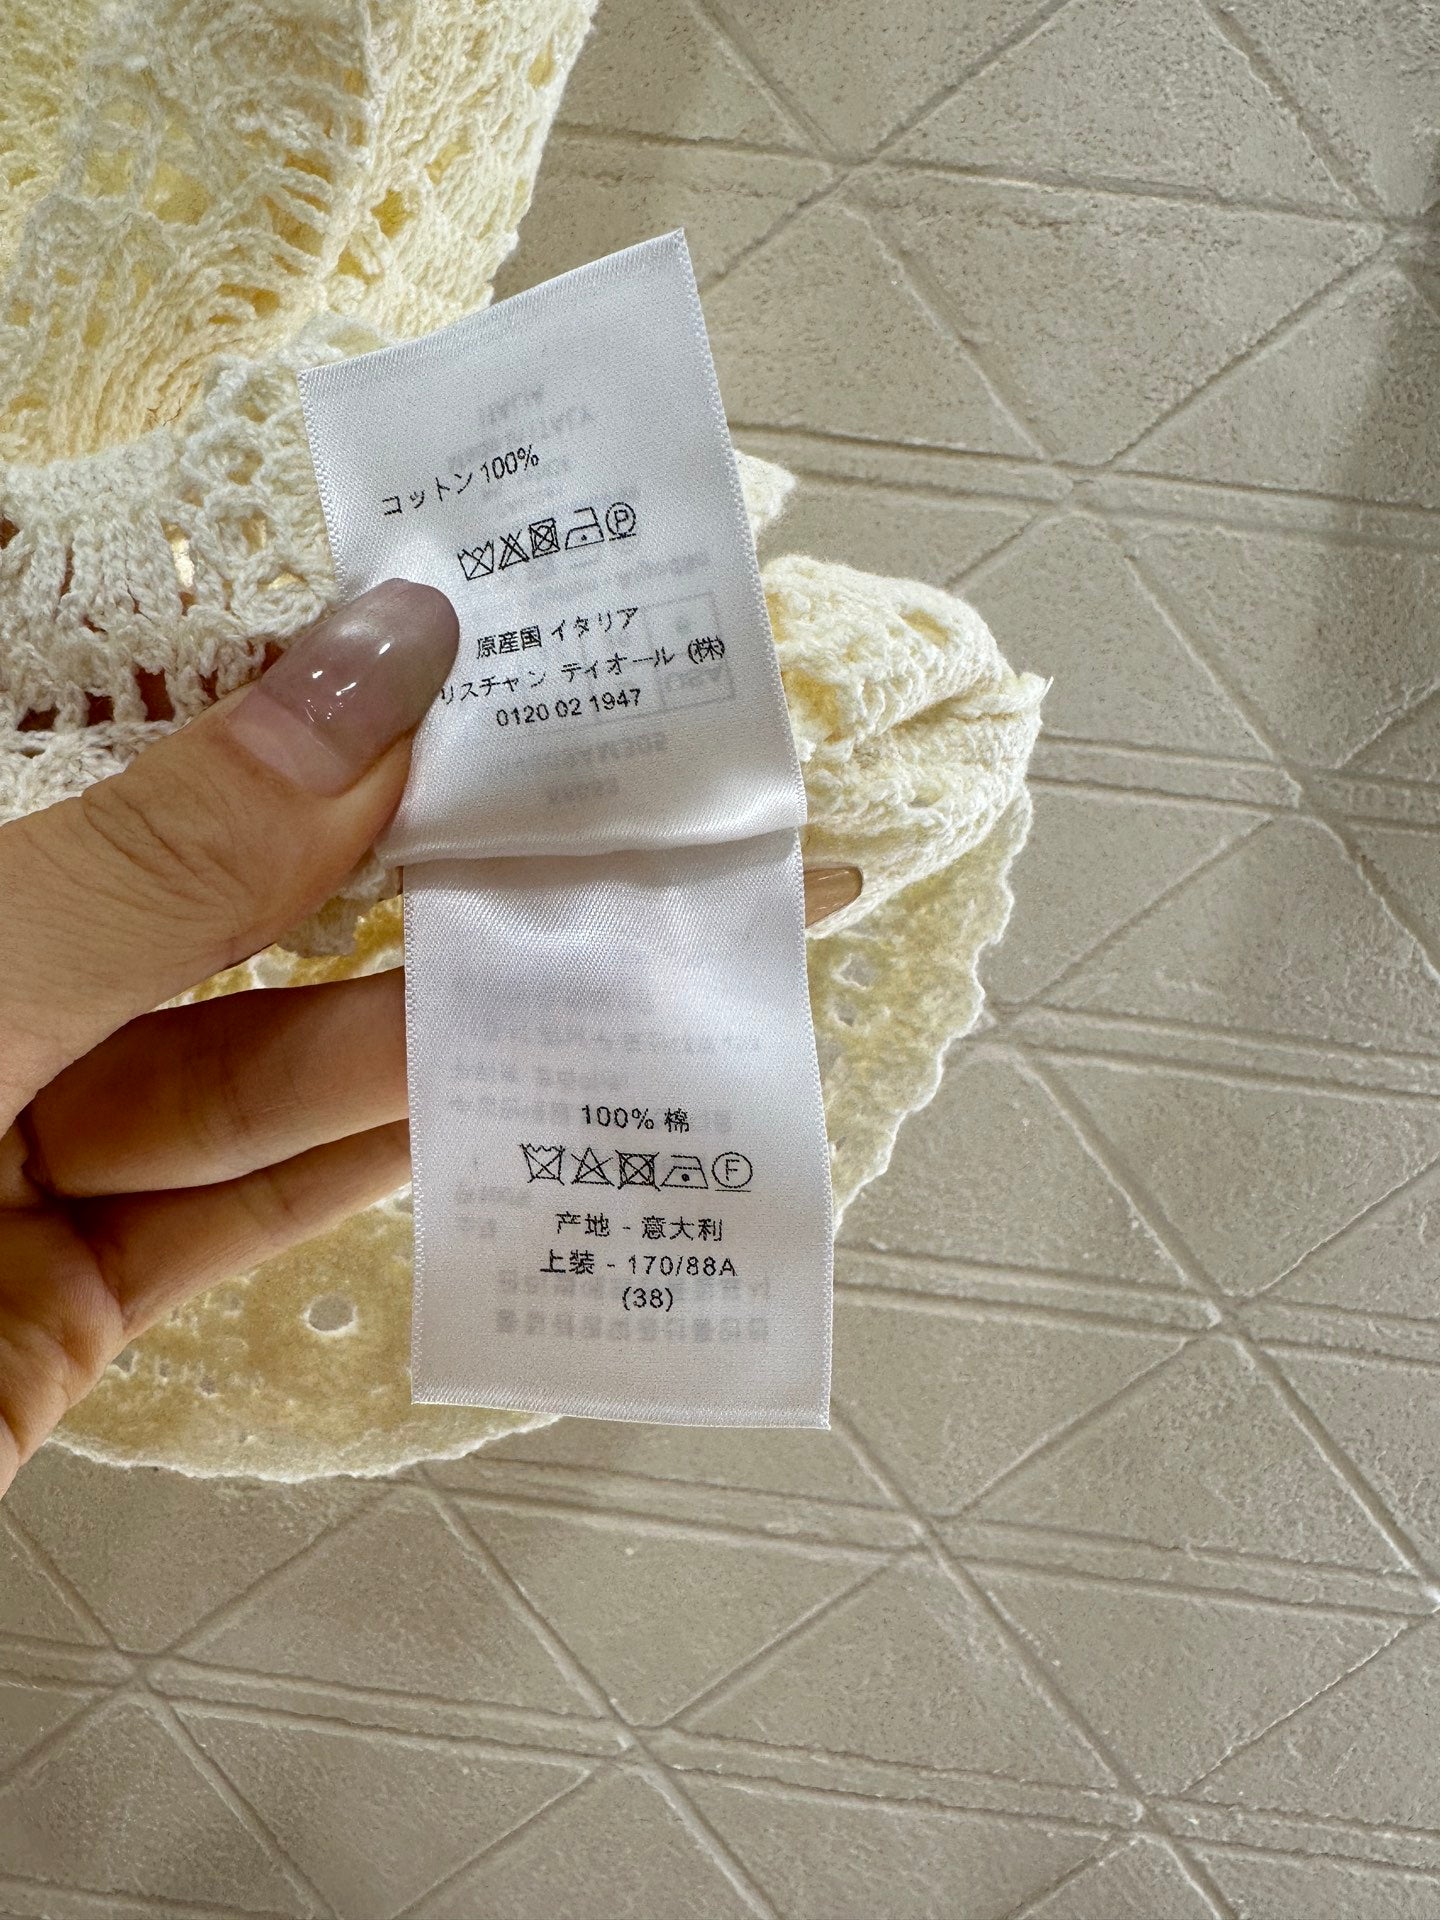 コットン 100%
P
原産国 イタリア
リスチャン ディオール (株)
0120 02 1947
100% 棉
F
产地 - 意大利
上装 - 170/88A
(38)